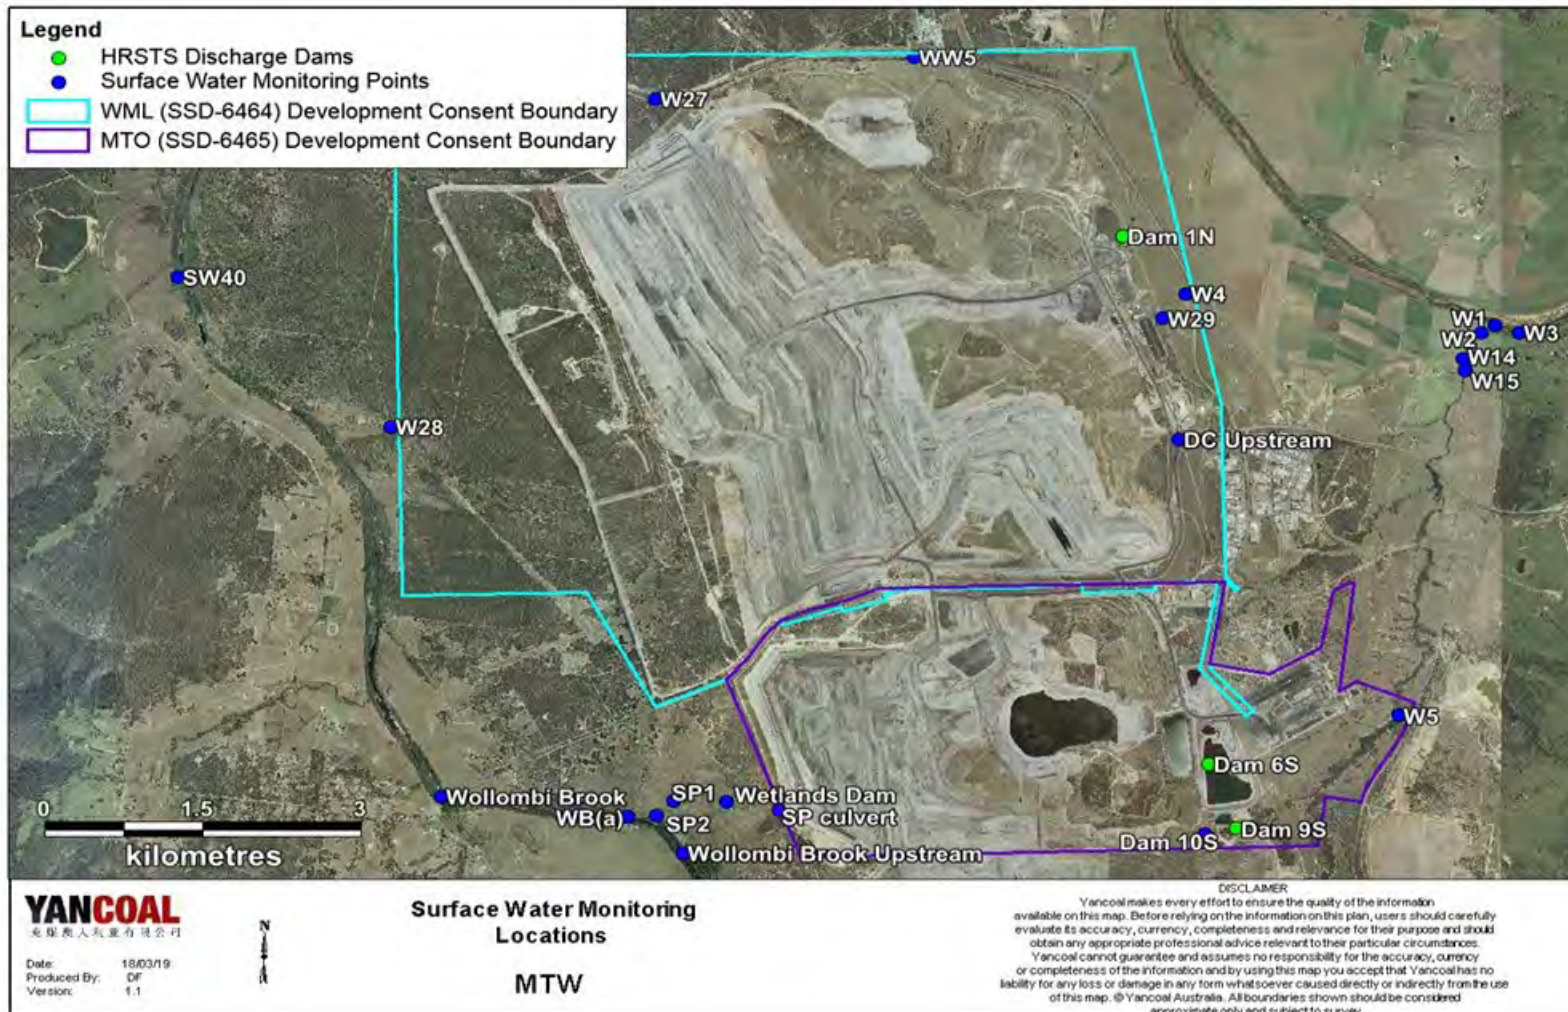 Legend
HRSTS Discharge Dams
Surface Water Monitoring Points
WML (SSD-6464) Development Consent Boundary
MTO (SSD-6465) Development Consent Boundary
WW5
W27
Dam 1N
SW40
W4
W29
W1
W2
W3
W14
W15
W28
DC Upstream
W5
Dam 6S
Wollombi Brook
SP1
Wetlands Dam
WB(a)
SP2
SP culvert
Dam 9S
Dam 10S
Wollombi Brook Upstream
0 1.5 3
kilometres
YANCOAL
Date: 18/03/19
Produced By: DF
Version: 1.1
N
Surface Water Monitoring
Locations
MTW
DISCLAIMER
Yancoal makes every effort to ensure the quality of the information
available on this map. Before relying on the information on this plan, users should carefully
evaluate its accuracy, currency, completeness and relevance for their purpose and should
obtain any appropriate professional advice relevant to their particular circumstances.
Yancoal cannot guarantee and assumes no responsibility for the accuracy, currency
or completeness of the information and by using this map you accept that Yancoal has no
liability for any loss or damage in any form whatsoever caused directly or indirectly from the use
of this map. © Yancoal Australia. All boundaries shown should be considered
approximate only and subject to survey.